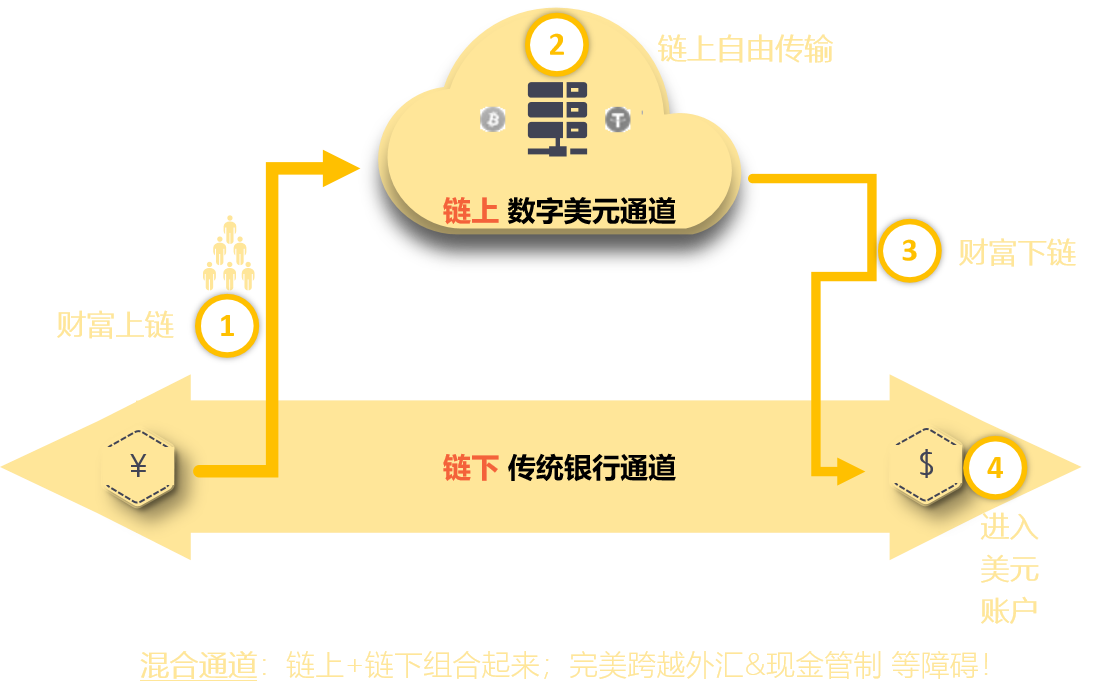 2
链上自由传输
链上 数字美元通道
3
财富下链
财富上链
1
¥
链下 传统银行通道
$
4
进入
美元
账户
混合通道：链上+链下组合起来；完美跨越外汇&现金管制 等障碍！